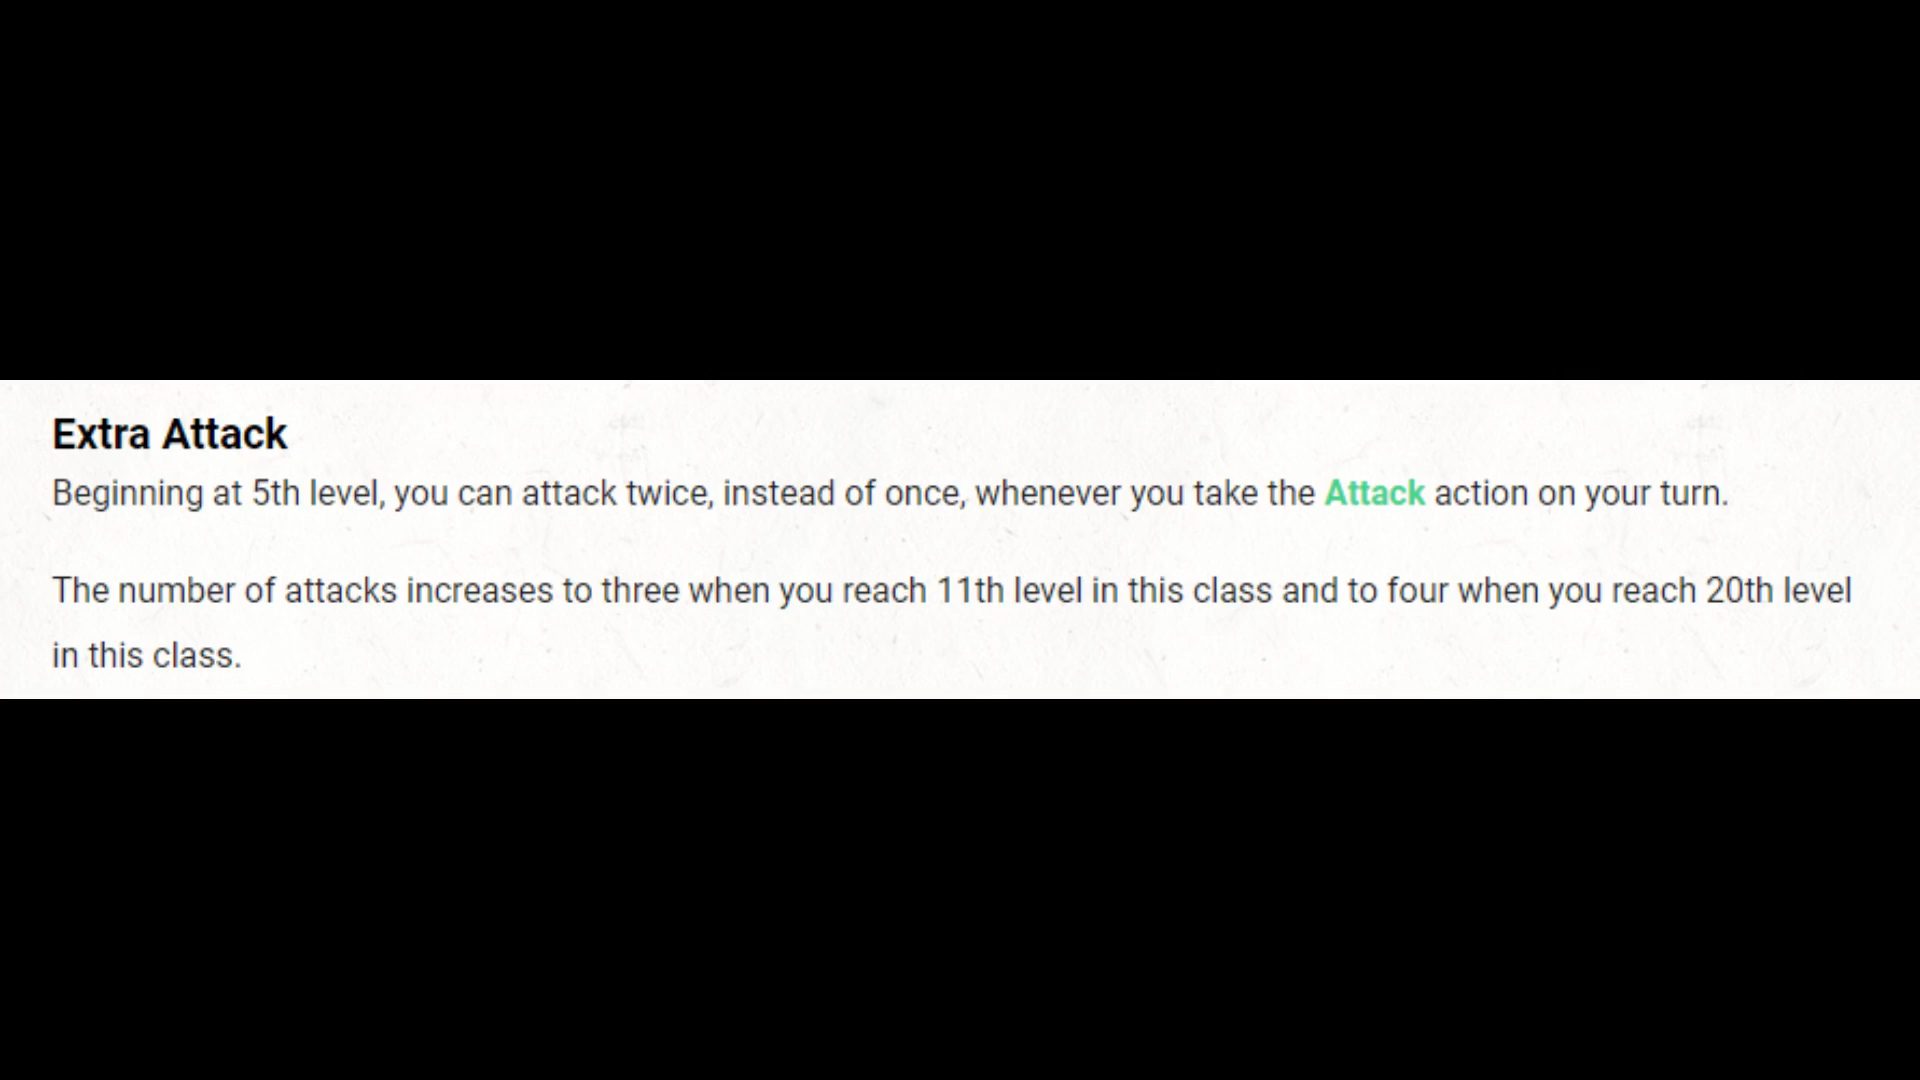 Extra Attack
Beginning at 5th level, you can attack twice, instead of once, whenever you take the Attack action on your turn.
The number of attacks increases to three when you reach 11th level in this class and to four when you reach 20th level
in this class.